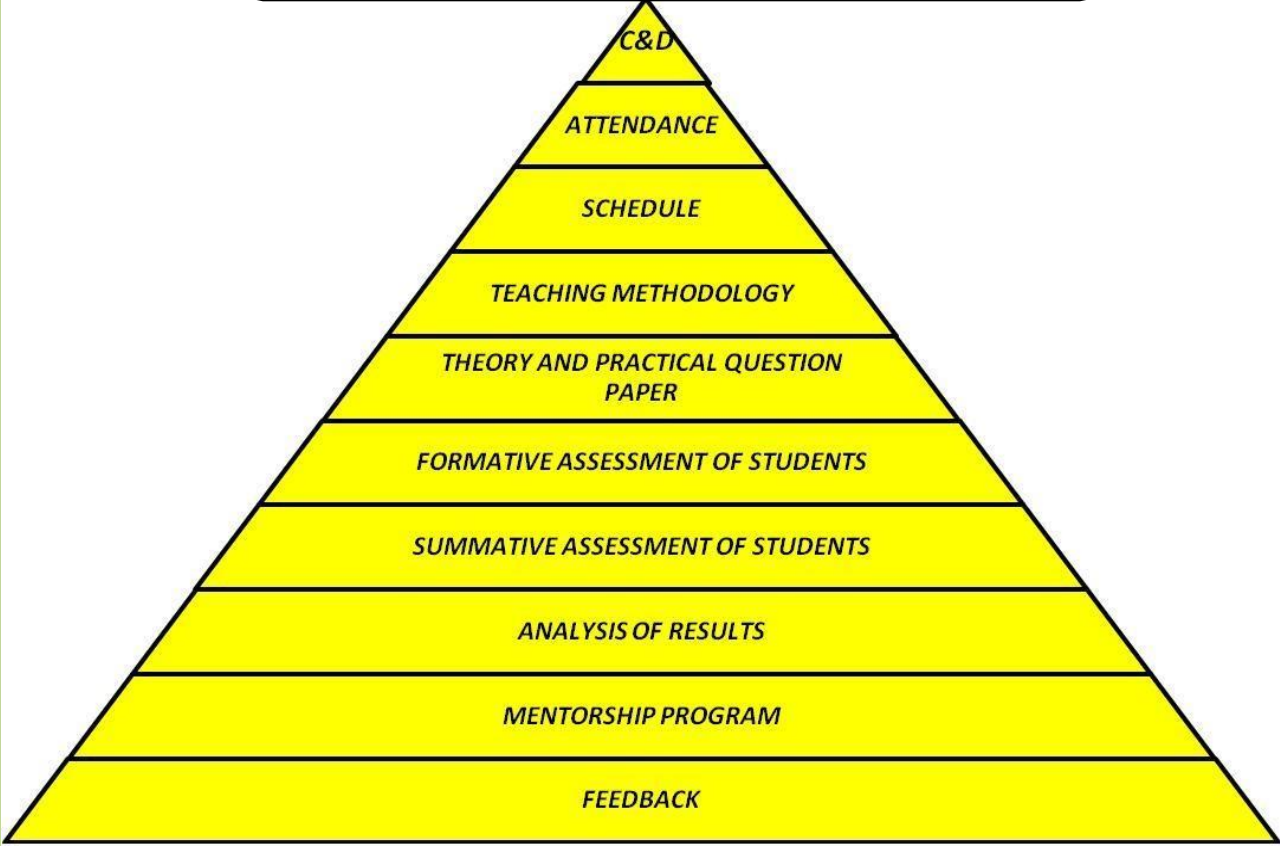 C&D
ATTENDANCE
SCHEDULE
TEACHING METHODOLOGY
THEORY AND PRACTICAL QUESTION
PAPER
FORMATIVE ASSESSMENT OF STUDENTS
SUMMATIVE ASSESSMENT OF STUDENTS
ANALYSIS OF RESULTS
MENTORSHIP PROGRAM
FEEDBACK